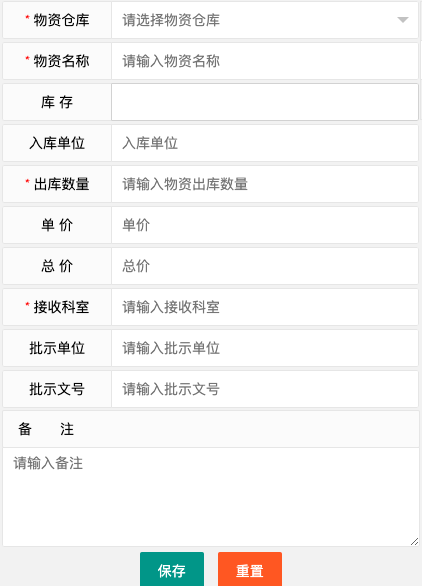 * 物资仓库 请选择物资仓库
* 物资名称 请输入物资名称
库 存
入库单位 入库单位
* 出库数量 请输入物资出库数量
单 价 单价
总 价 总价
* 接收科室 请输入接收科室
批示单位 请输入批示单位
批示文号 请输入批示文号
备 注
请输入备注
保存 重置